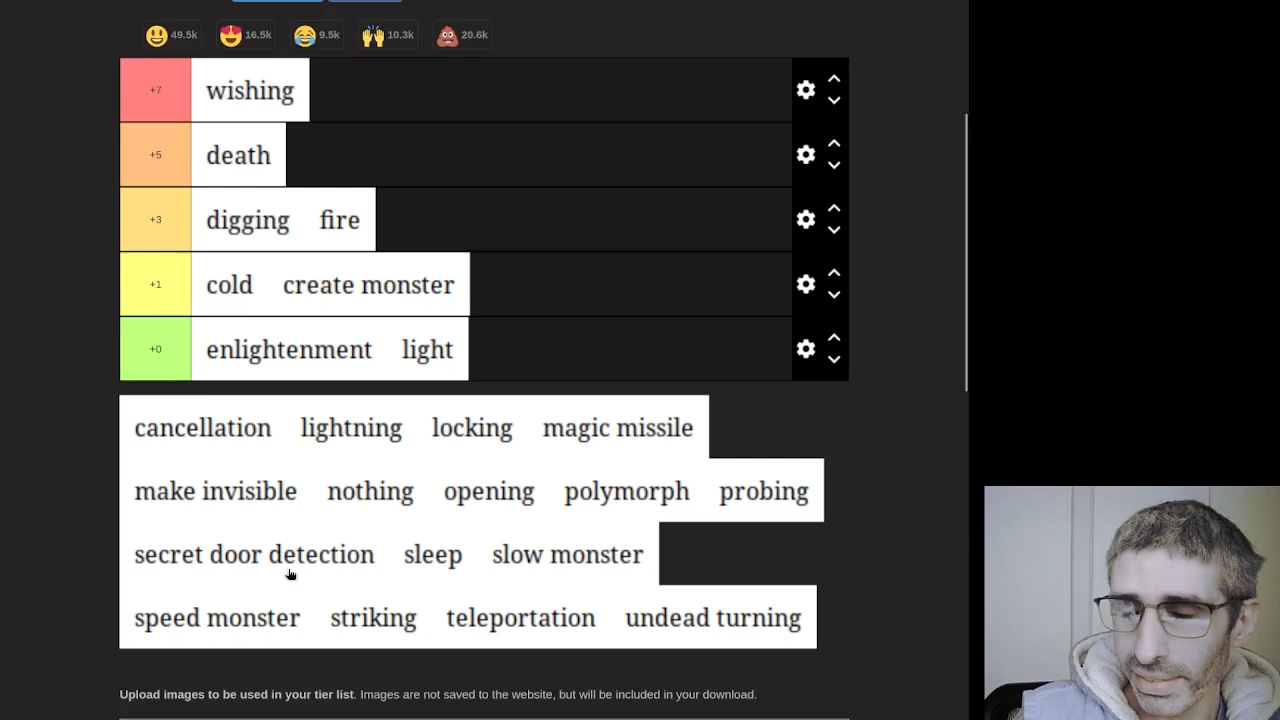 49.5k 16.5k 9.5k 10.3k 20.6k
+7 wishing
+5 death
+3 digging fire
+1 cold create monster
+0 enlightenment light
cancellation lightning locking magic missile
make invisible nothing opening polymorph probing
secret door detection sleep slow monster
speed monster striking teleportation undead turning
Upload images to be used in your tier list. Images are not saved to the website, but will be included in your download.